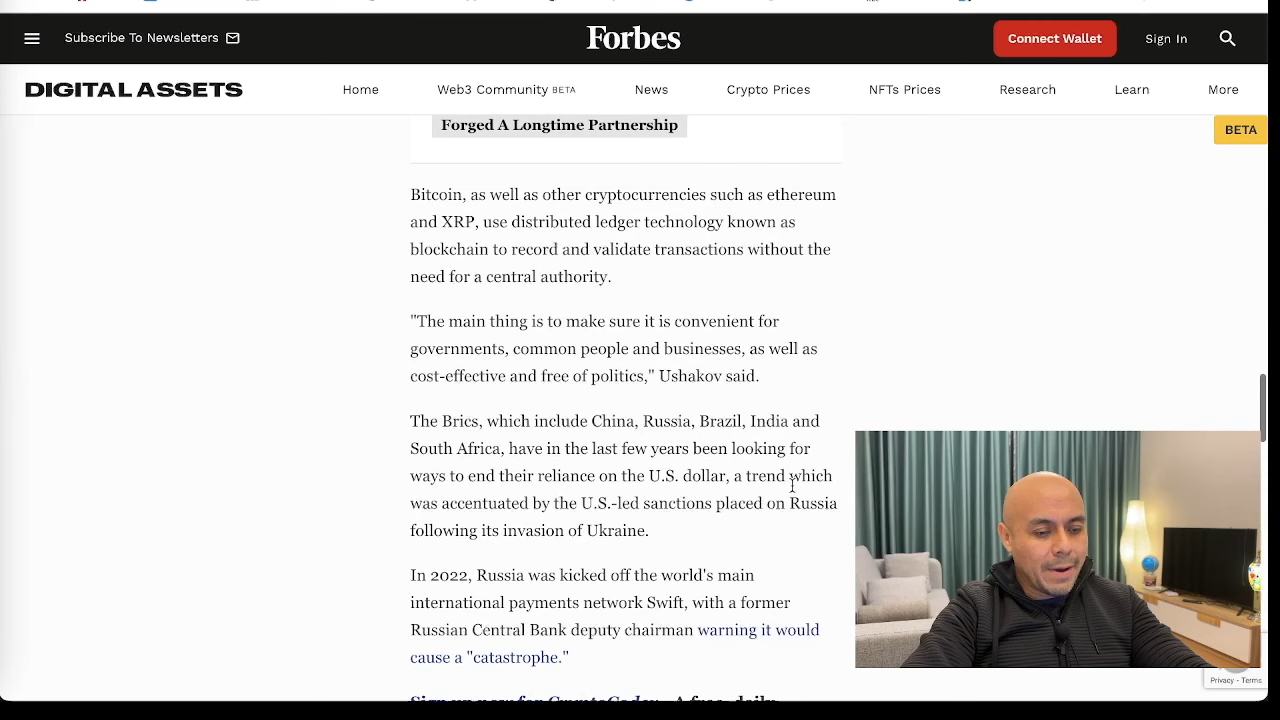 Subscribe To Newsletters
Forbes
Connect Wallet
Sign In
DIGITAL ASSETS
Home
Web3 Community BETA
News
Crypto Prices
NFTs Prices
Research
Learn
More
BETA
Forged A Longtime Partnership
Bitcoin, as well as other cryptocurrencies such as ethereum
and XRP, use distributed ledger technology known as
blockchain to record and validate transactions without the
need for a central authority.
"The main thing is to make sure it is convenient for
governments, common people and businesses, as well as
cost-effective and free of politics," Ushakov said.
The Brics, which include China, Russia, Brazil, India and
South Africa, have in the last few years been looking for
ways to end their reliance on the U.S. dollar, a trend which
was accentuated by the U.S.-led sanctions placed on Russia
following its invasion of Ukraine.
In 2022, Russia was kicked off the world's main
international payments network Swift, with a former
Russian Central Bank deputy chairman warning it would
cause a "catastrophe."
Sign up now for CryptoCodex—A free, daily
Privacy - Terms